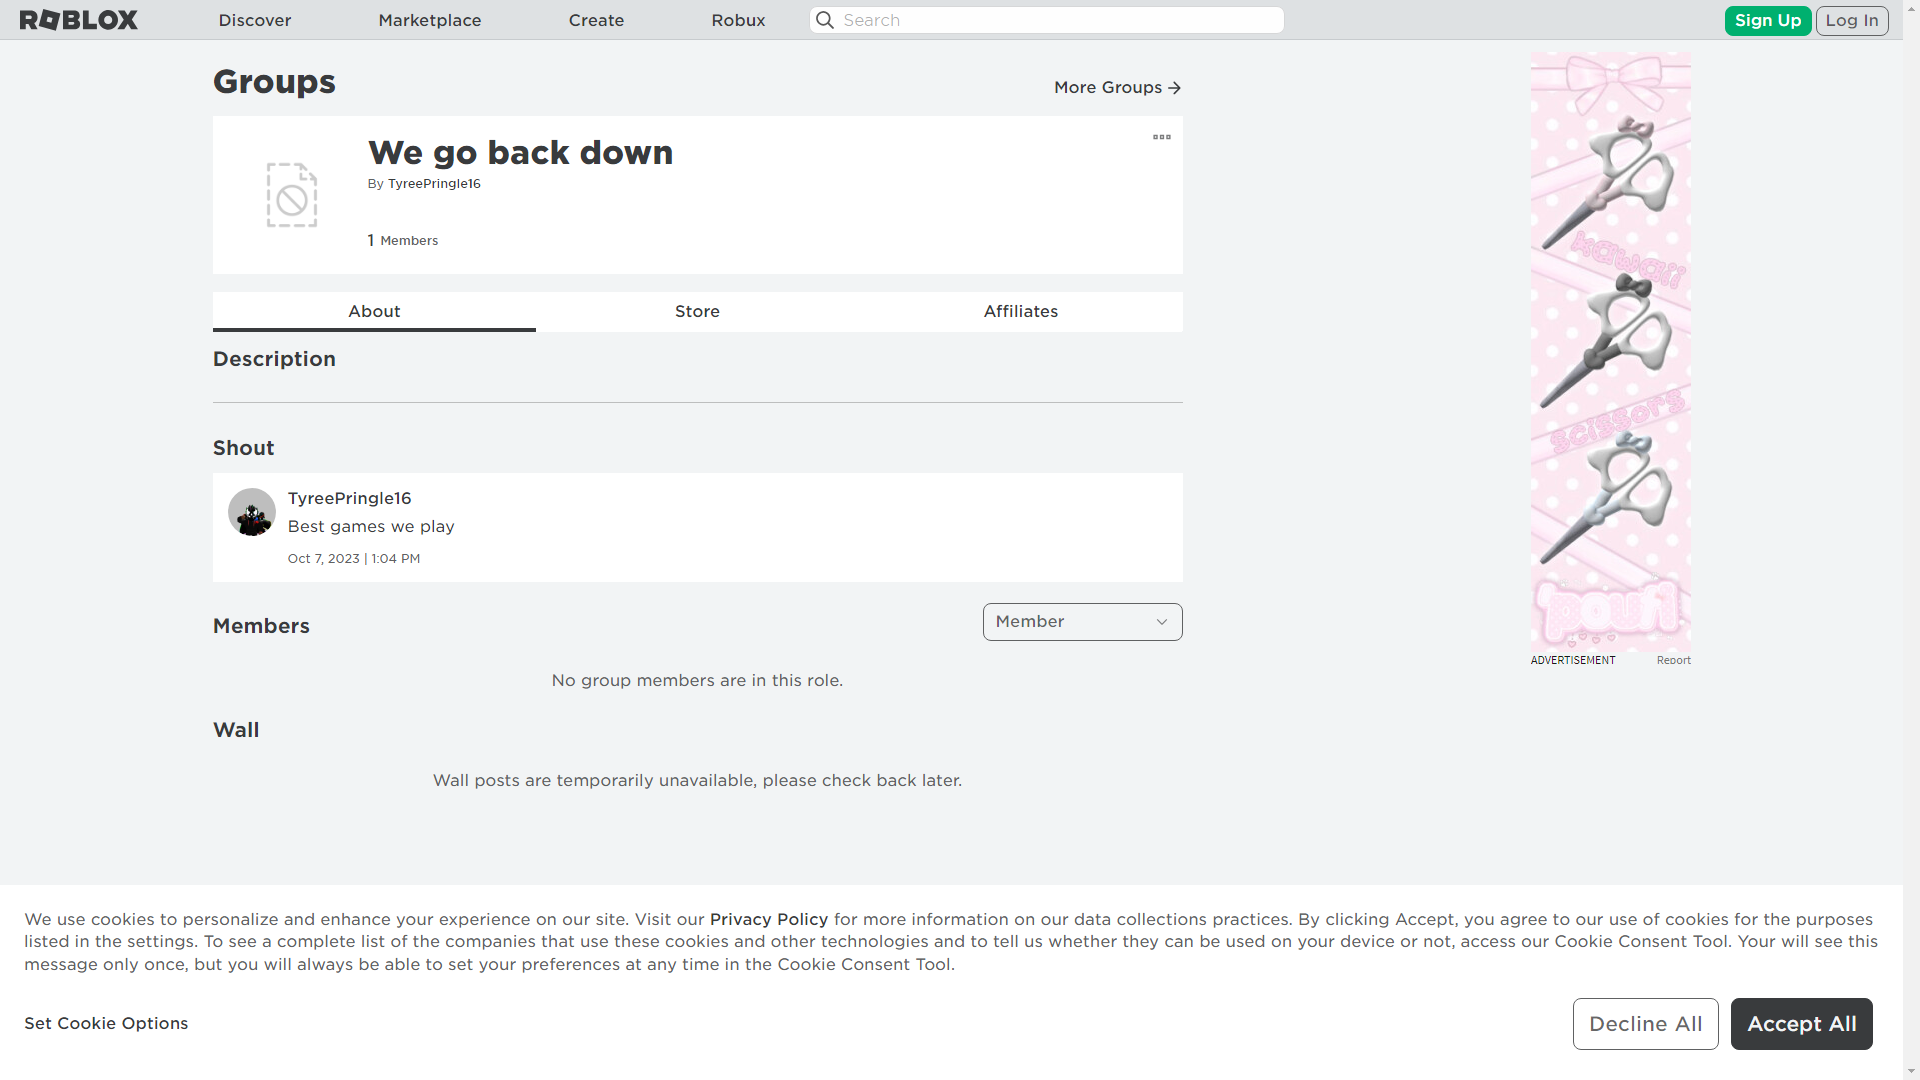 ROBLOX
Discover
Marketplace
Create
Robux
Search
Sign Up
Log In
Groups
More Groups
We go back down
By TyreePringle16
1 Members
About
Store
Affiliates
Description
Shout
TyreePringle16
Best games we play
Oct 7, 2023 | 1:04 PM
Members
Member
No group members are in this role.
Wall
Wall posts are temporarily unavailable, please check back later.
kawaii
scissors
'poufl
ADVERTISEMENT
Report
We use cookies to personalize and enhance your experience on our site. Visit our Privacy Policy for more information on our data collections practices. By clicking Accept, you agree to our use of cookies for the purposes
listed in the settings. To see a complete list of the companies that use these cookies and other technologies and to tell us whether they can be used on your device or not, access our Cookie Consent Tool. Your will see this
message only once, but you will always be able to set your preferences at any time in the Cookie Consent Tool.
Set Cookie Options
Decline All
Accept All